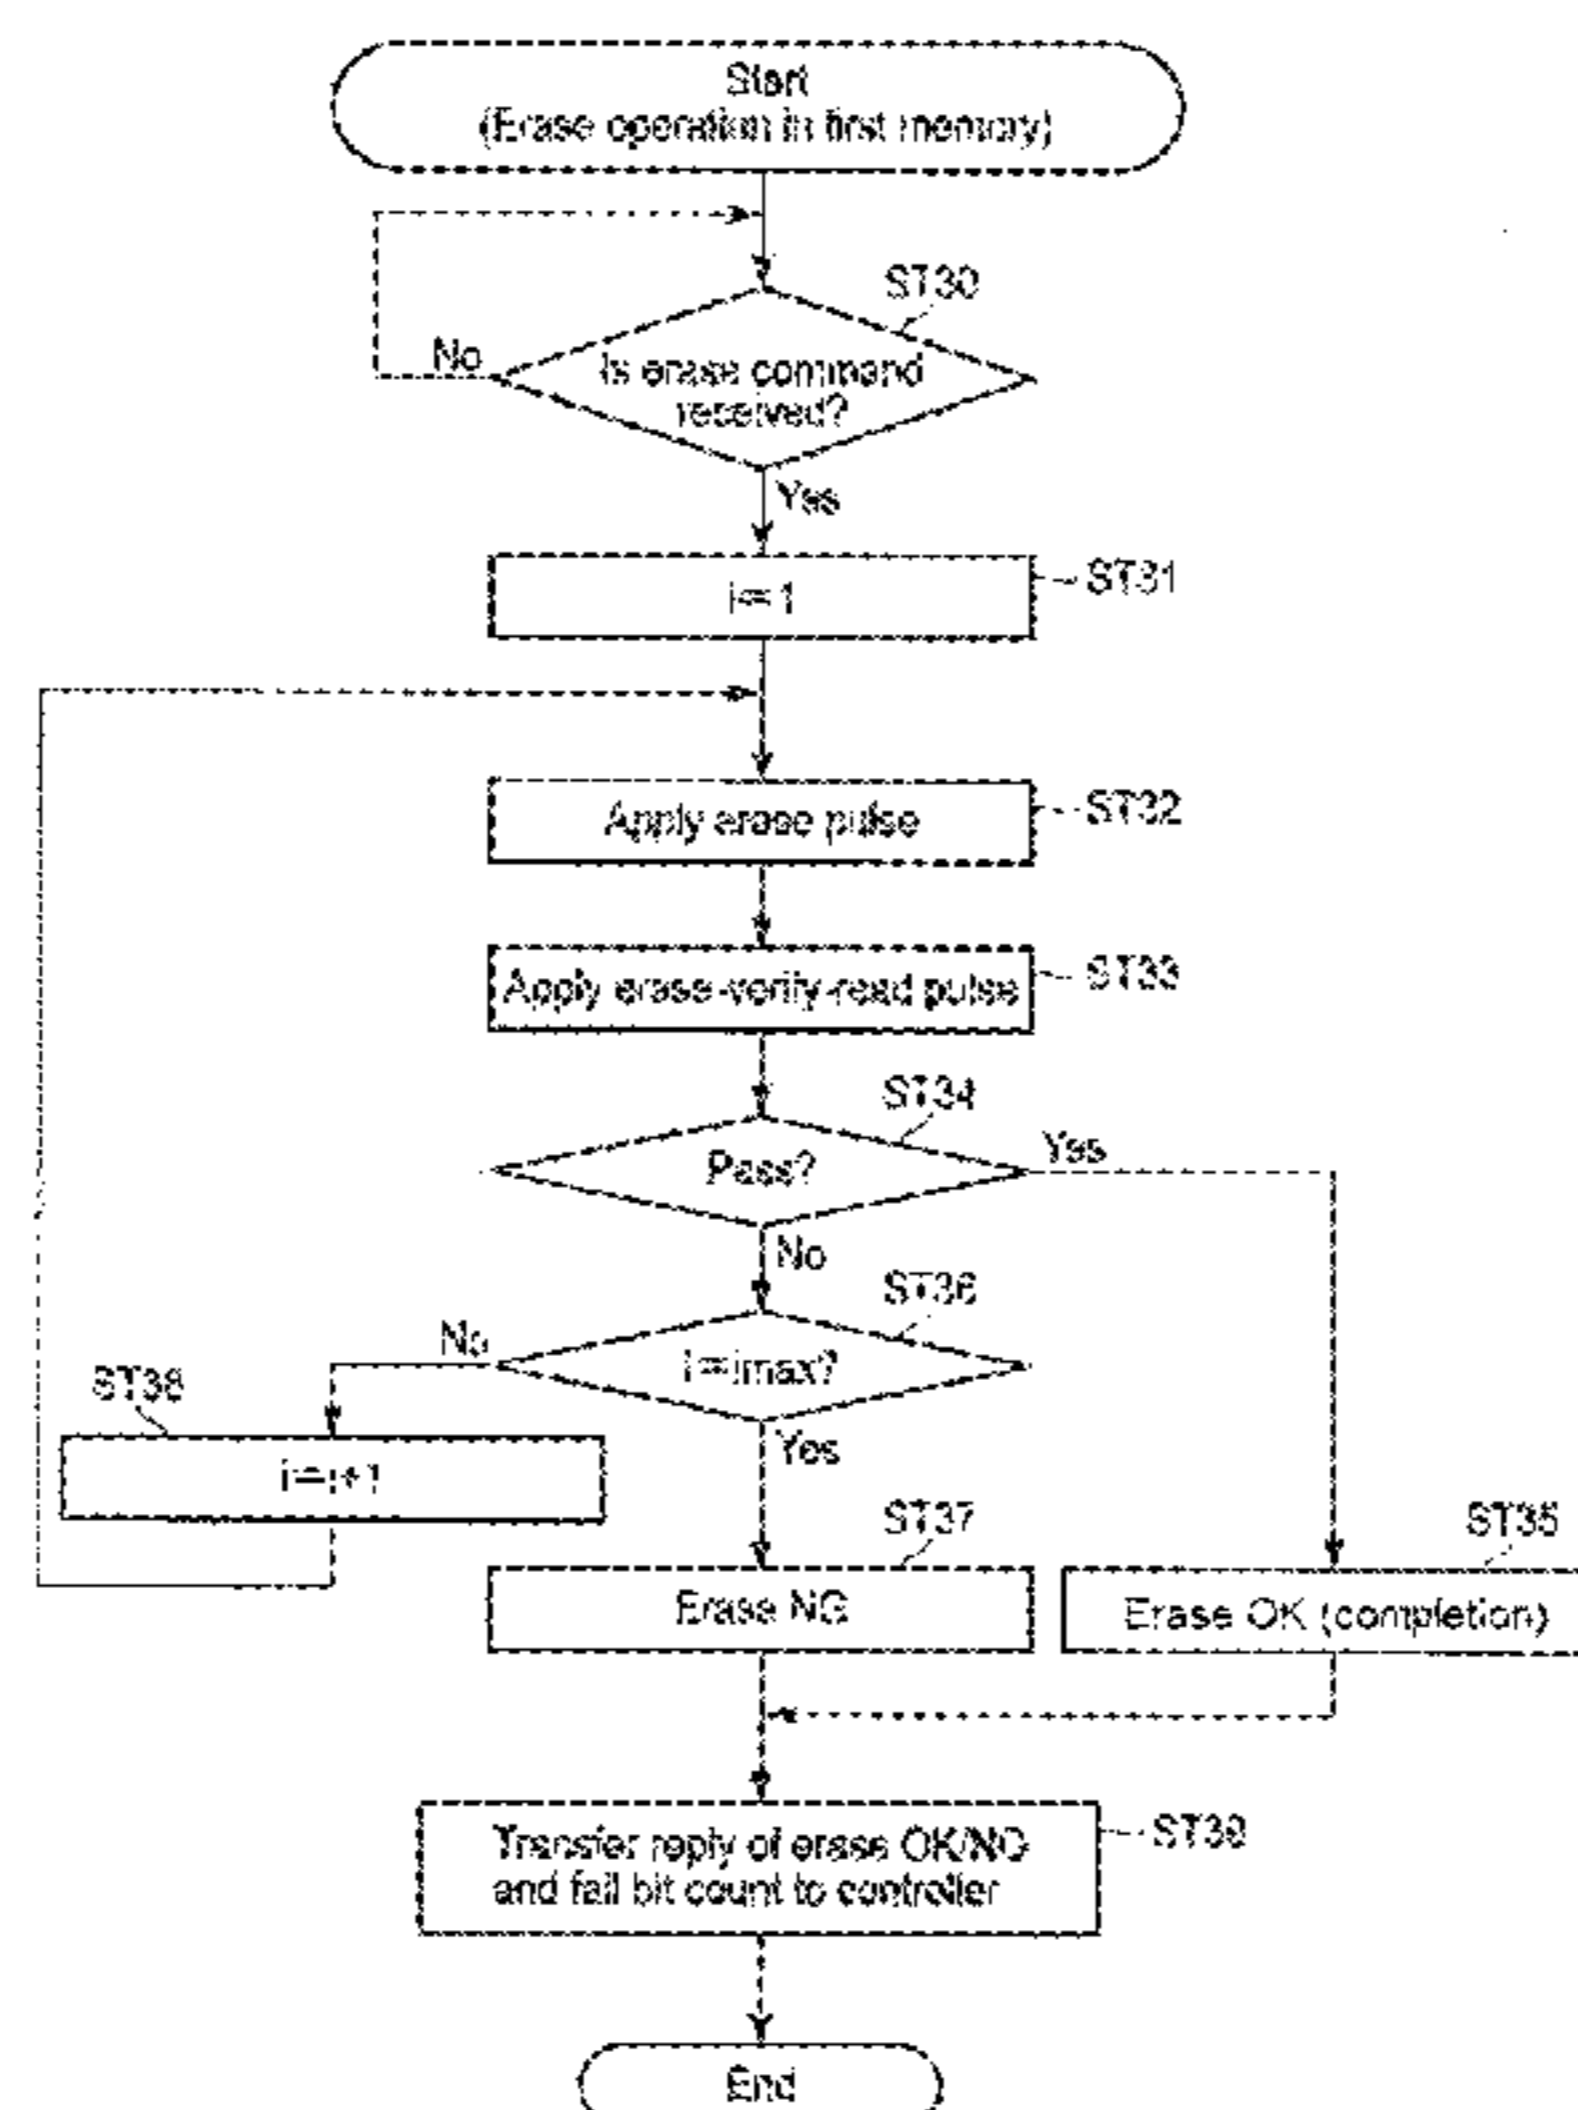 Start
(Erase operation in first memory)
ST30
No
Is erase command
received?
Yes
i=1
ST31
Apply erase pulse
ST32
Apply erase-verify-read pulse
ST33
ST34
Pass?
Yes
No
ST36
No
i=imax?
ST38
Yes
i=i+1
ST37
ST35
Erase NG
Erase OK (completion)
Transfer reply of erase OK/NG
and fail bit count to controller
ST39
End